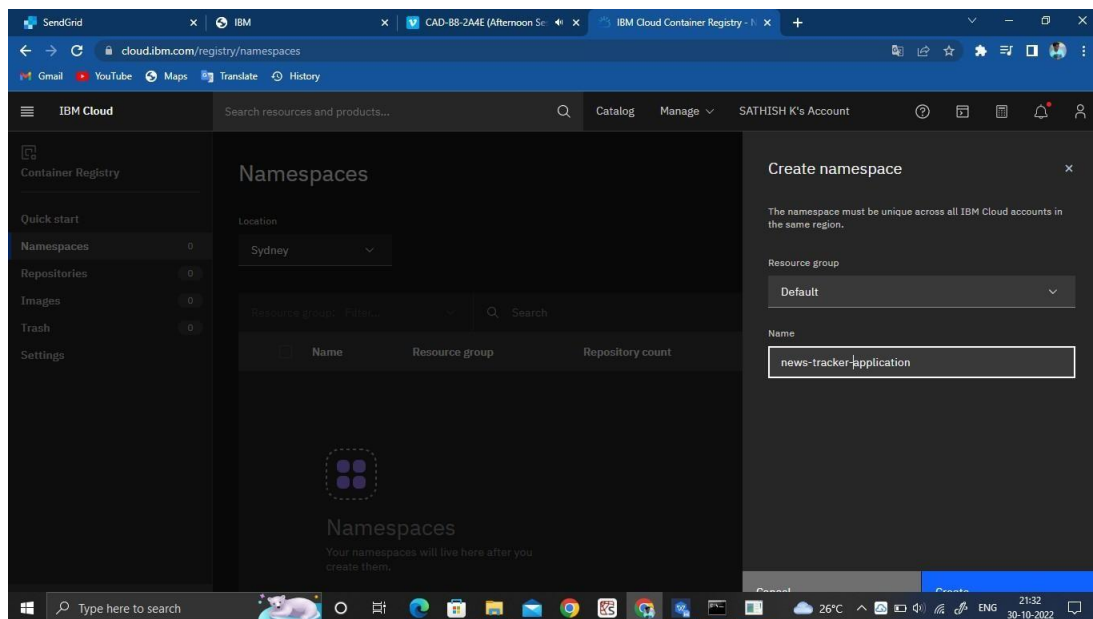 SendGrid
IBM
CAD-B8-2A4E (Afternoon Se
IBM Cloud Container Registry - N
cloud.ibm.com/registry/namespaces
Gmail YouTube Maps Translate History
IBM Cloud
Search resources and products...
Catalog Manage SATHISH K's Account
Container Registry
Quick start
Namespaces 0
Repositories 0
Images 0
Trash 0
Settings
Namespaces
Location
Sydney
Resource group: Filter...
Search
Name Resource group Repository count
Namespaces
Your namespaces will live here after you
create them.
Create namespace
The namespace must be unique across all IBM Cloud accounts in
the same region.
Resource group
Default
Name
news-tracker-application
Cancel Create
Type here to search
26°C ENG 21:32
30-10-2022